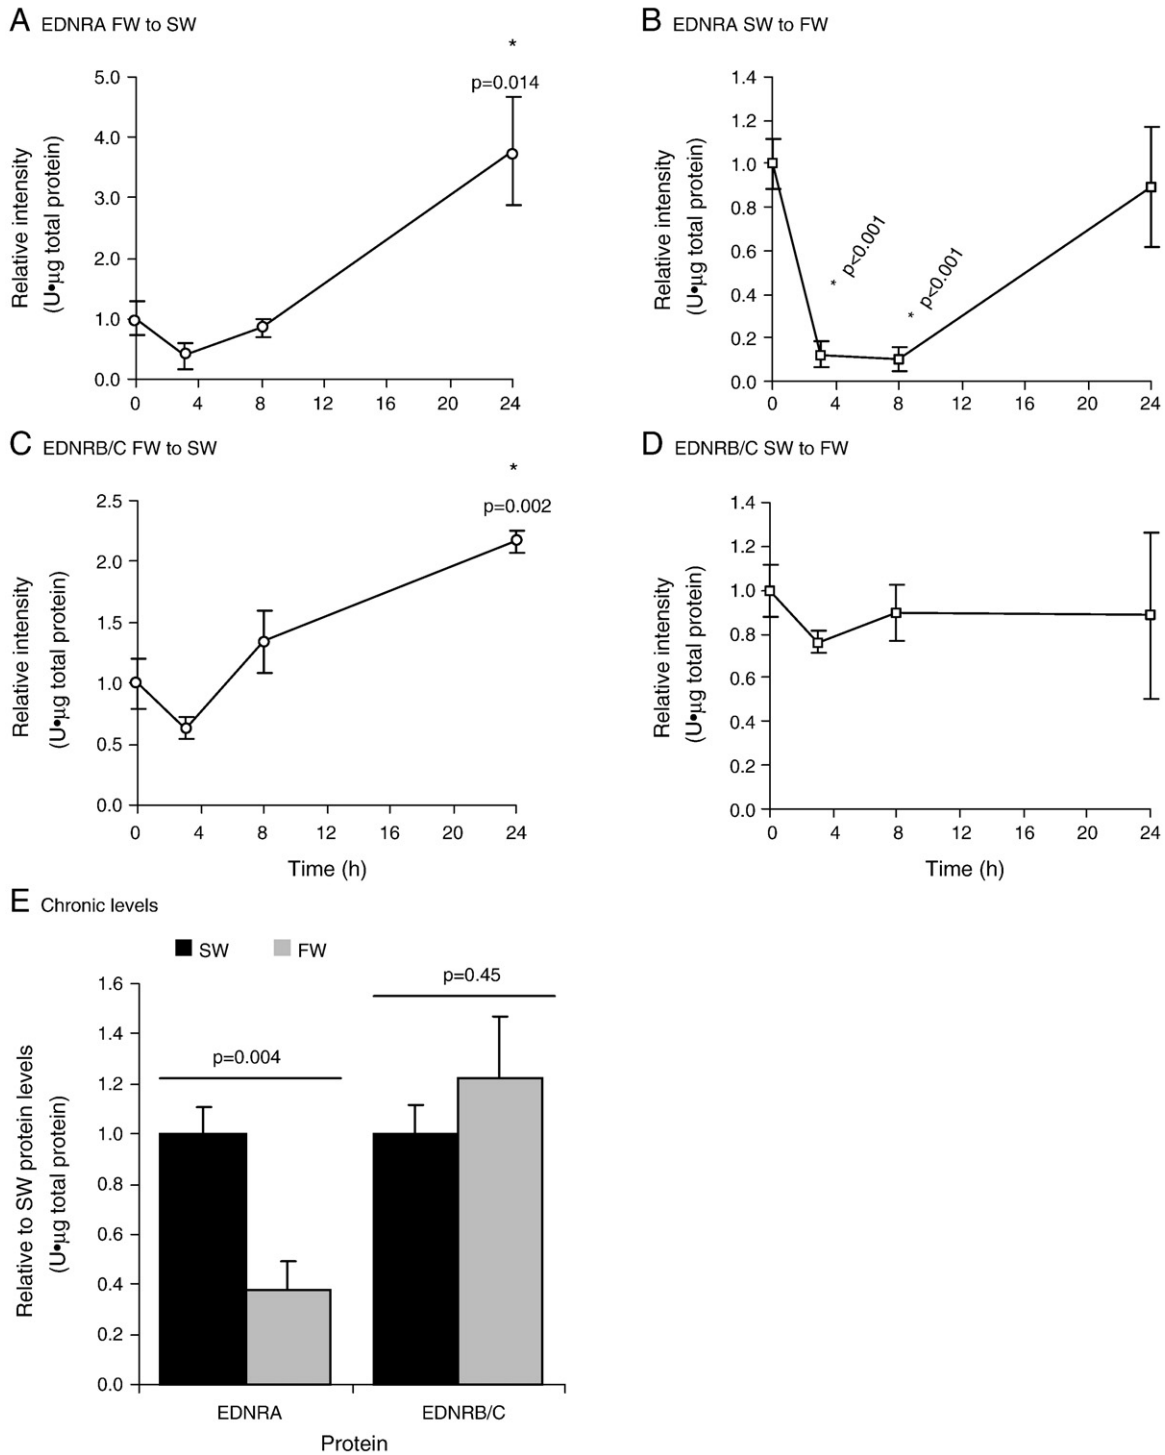 A EDNRA FW to SW
*
p=0.014
Relative intensity
(U•µg total protein)
5.0
4.0
3.0
2.0
1.0
0.0
0 4 8 12 16 20 24
B EDNRA SW to FW
Relative intensity
(U•µg total protein)
1.4
1.2
1.0
0.8
0.6
0.4
0.2
0.0
* p<0.001
* p<0.001
0 4 8 12 16 20 24
C EDNRB/C FW to SW
*
p=0.002
Relative intensity
(U•µg total protein)
2.5
2.0
1.5
1.0
0.5
0.0
0 4 8 12 16 20 24
Time (h)
D EDNRB/C SW to FW
Relative intensity
(U•µg total protein)
1.4
1.2
1.0
0.8
0.6
0.4
0.2
0.0
0 4 8 12 16 20 24
Time (h)
E Chronic levels
SW FW
p=0.004
p=0.45
Relative to SW protein levels
(U•µg total protein)
1.6
1.4
1.2
1.0
0.8
0.6
0.4
0.2
0.0
EDNRA EDNRB/C
Protein